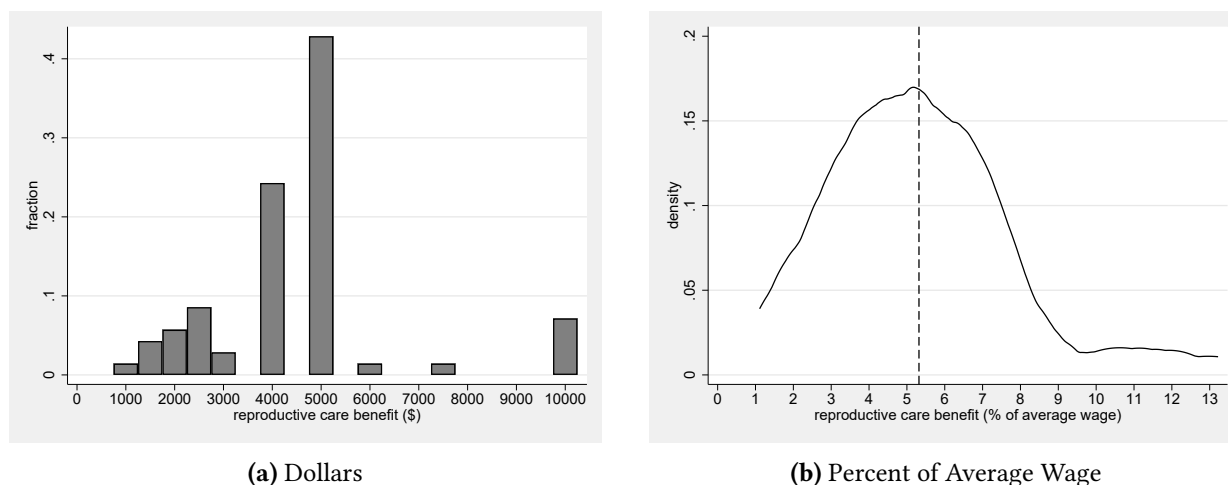 .4
.3
.2
.1
0
fraction
0 1000 2000 3000 4000 5000 6000 7000 8000 9000 10000
reproductive care benefit ($)
(a) Dollars
.2
.15
.1
.05
0
density
0 1 2 3 4 5 6 7 8 9 10 11 12 13
reproductive care benefit (% of average wage)
(b) Percent of Average Wage